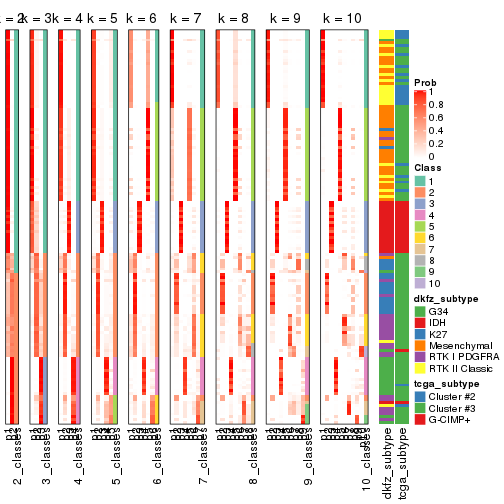 k = 2
k = 3
k = 4
k = 5
k = 6
k = 7
k = 8
k = 9
k = 10
Prob
1
0.8
0.6
0.4
0.2
0
Class
1
2
3
4
5
6
7
8
9
10
dkfz_subtype
G34
IDH
K27
Mesenchymal
RTK I PDGFRA
RTK II Classic
tcga_subtype
Cluster #2
Cluster #3
G-CIMP+
2_classes
3_classes
4_classes
5_classes
6_classes
7_classes
8_classes
9_classes
10_classes
dkfz_subtype
tcga_subtype